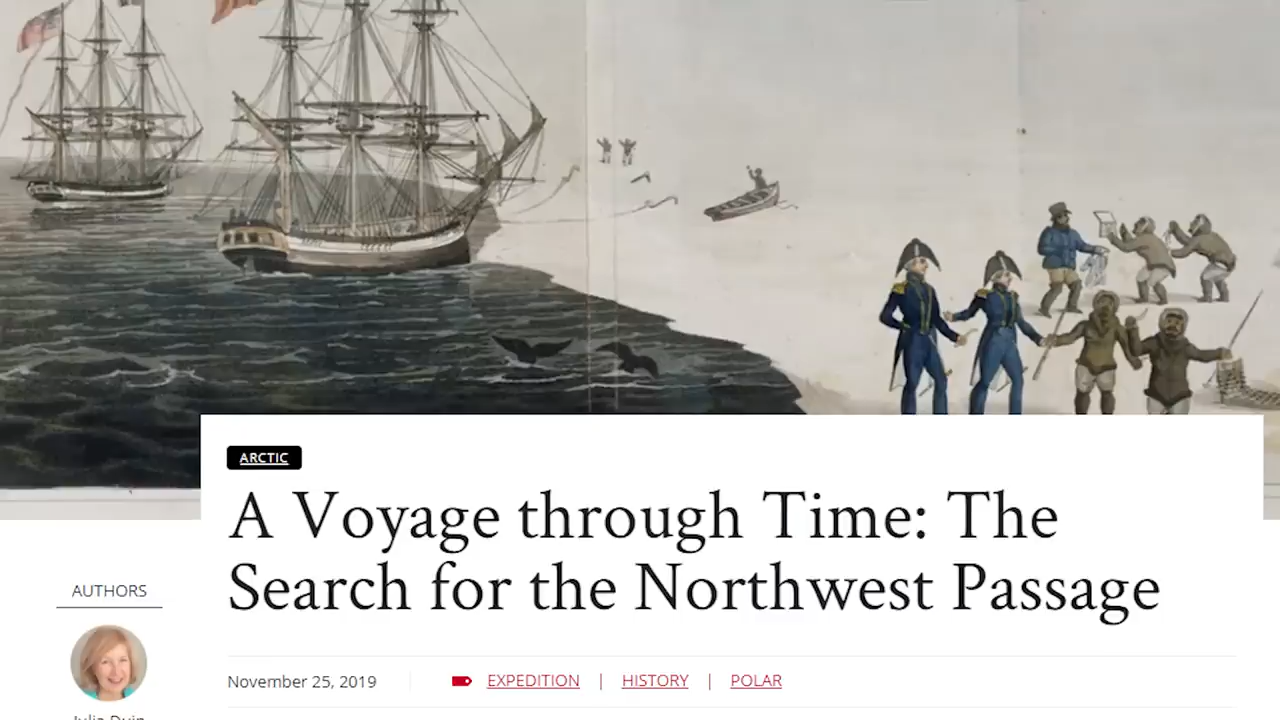 ARCTIC
A Voyage through Time: The
Search for the Northwest Passage
AUTHORS
November 25, 2019
EXPEDITION | HISTORY | POLAR